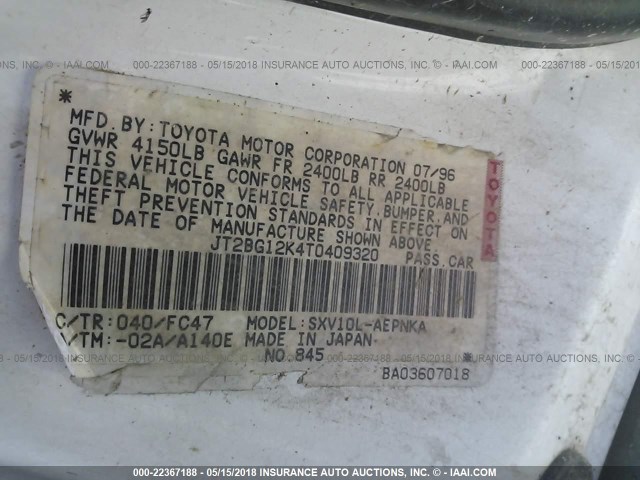 000-22367188 - 05/15/2018 INSURANCE AUTO AUCTIONS, INC. © - IAAI.COM
*
MFD. BY: TOYOTA MOTOR CORPORATION 07/96
GVWR 4150LB GAWR FR 2400LB RR 2400LB
THIS VEHICLE CONFORMS TO ALL APPLICABLE
FEDERAL MOTOR VEHICLE SAFETY, BUMPER, AND
THEFT PREVENTION STANDARDS IN EFFECT ON
THE DATE OF MANUFACTURE SHOWN ABOVE.
JT2BG12K4T0409320 PASS. CAR
TOYOTA
C/TR: 040/FC47 MODEL: SXV10L-AEPNKA
/TM: -02A/A140E MADE IN JAPAN
NO. 845 *
BA03607018
000-22367188 - 05/15/2018 INSURANCE AUTO AUCTIONS, INC. © - IAAI.COM